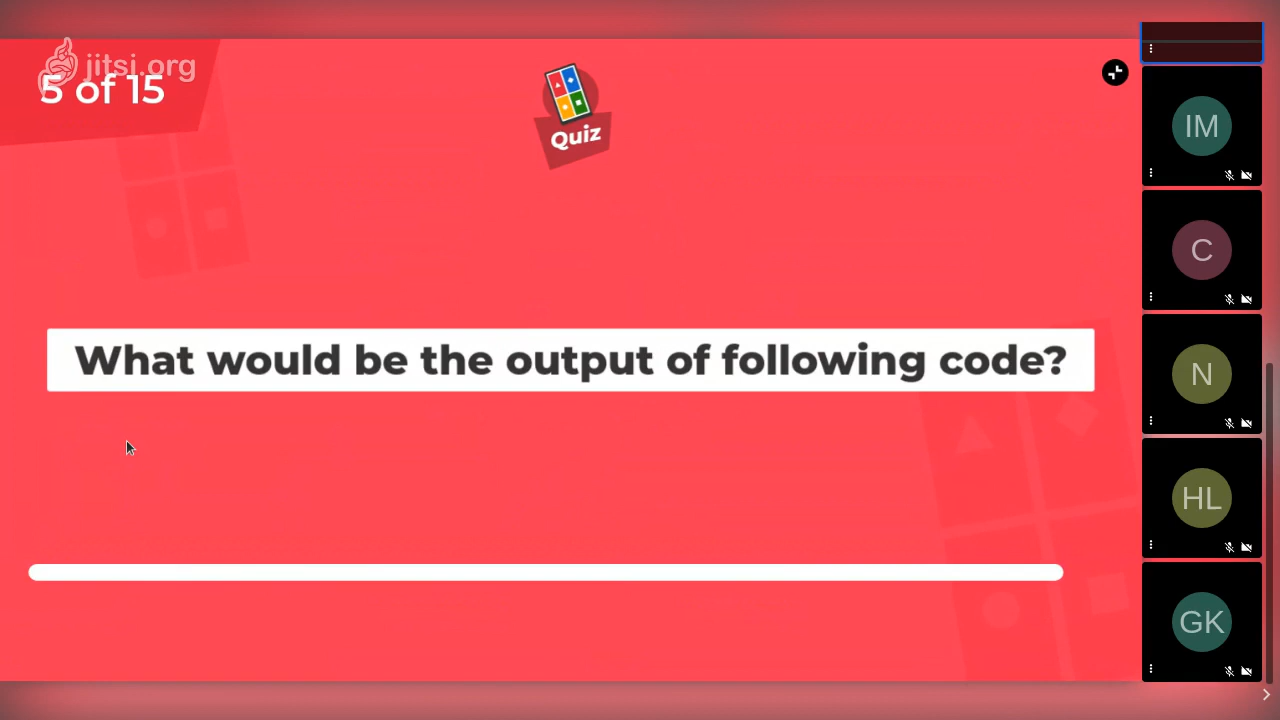 jitsi.org
5 of 15
Quiz
What would be the output of following code?
IM
C
N
HL
GK